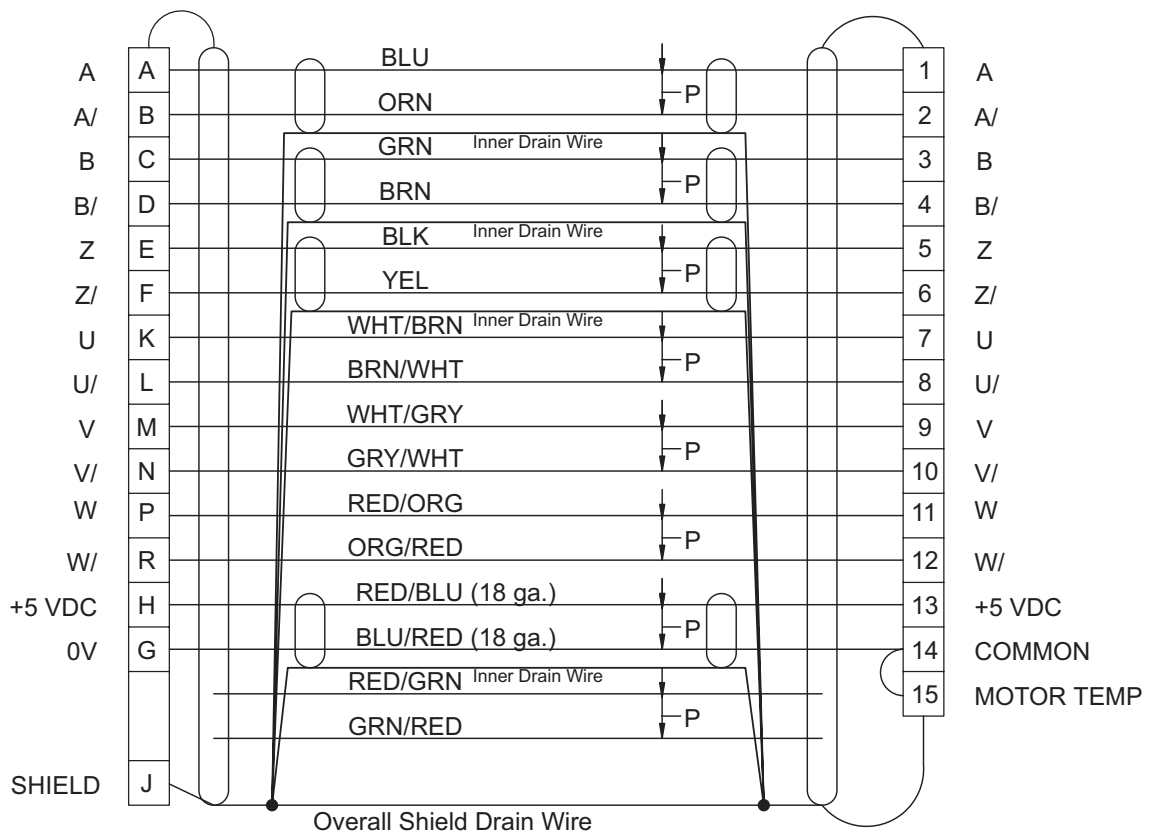 A A BLU 1 A
A/ B ORN P 2 A/
B C GRN Inner Drain Wire 3 B
B/ D BRN P 4 B/
Z E BLK Inner Drain Wire 5 Z
Z/ F YEL P 6 Z/
U K WHT/BRN Inner Drain Wire 7 U
U/ L BRN/WHT P 8 U/
V M WHT/GRY 9 V
V/ N GRY/WHT P 10 V/
W P RED/ORG 11 W
W/ R ORG/RED P 12 W/
+5 VDC H RED/BLU (18 ga.) 13 +5 VDC
0V G BLU/RED (18 ga.) P 14 COMMON
RED/GRN Inner Drain Wire 15 MOTOR TEMP
GRN/RED P
SHIELD J
Overall Shield Drain Wire